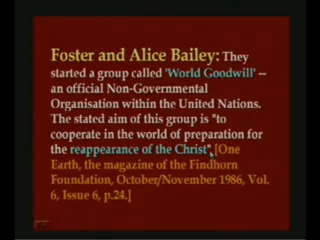 Foster and Alice Bailey: They
started a group called 'World Goodwill' --
an official Non-Governmental
Organisation within the United Nations.
The stated aim of this group is "to
cooperate in the world of preparation for
the reappearance of the Christ" [One
Earth, the magazine of the Findhorn
Foundation, October/November 1986, Vol.
6, Issue 6, p.24.]